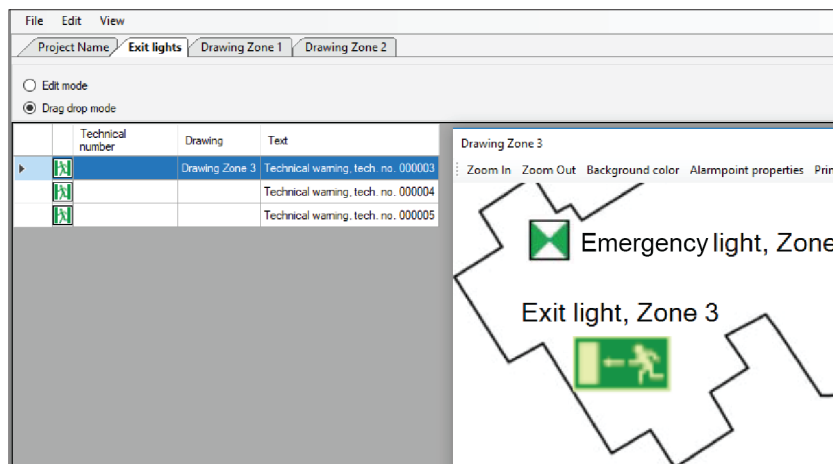 File Edit View
Project Name Exit lights Drawing Zone 1 Drawing Zone 2
Edit mode
Drag drop mode
Technical number Drawing Text
Drawing Zone 3 Technical warning, tech. no. 000003
Technical warning, tech. no. 000004
Technical warning, tech. no. 000005
Drawing Zone 3
Zoom In Zoom Out Background color Alarmpoint properties
Emergency light, Zone
Exit light, Zone 3